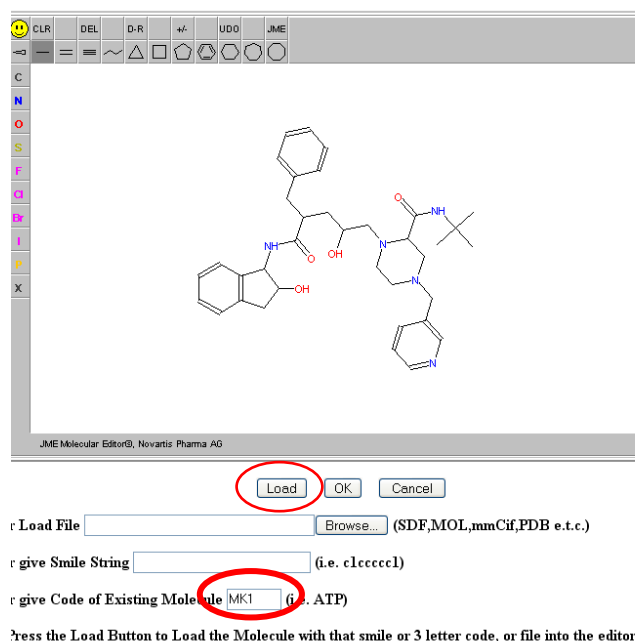 CLR DEL D-R +/- UDO JME
C
N
O
S
F
Cl
Br
I
P
X
O
NH
N
OH
NH
O
N
OH
N
JME Molecular Editor®, Novartis Pharma AG
Load OK Cancel
r Load File Browse... (SDF,MOL,mmCif,PDB e.t.c.)
r give Smile String (i.e. c1ccccc1)
r give Code of Existing Molecule MK1 (i.e. ATP)
Press the Load Button to Load the Molecule with that smile or 3 letter code, or file into the editor